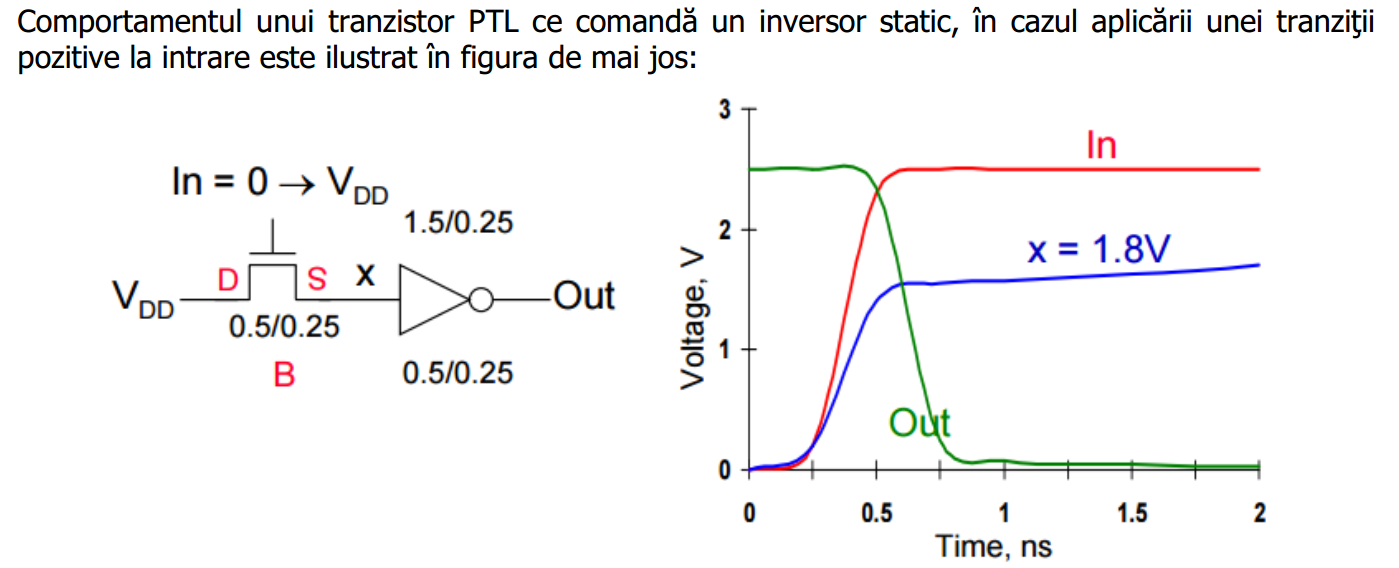 Comportamentul unui tranzistor PTL ce comandă un inversor static, în cazul aplicării unei tranziţii
pozitive la intrare este ilustrat în figura de mai jos:
In = 0 → VDD
1.5/0.25
D S x
VDD
Out
0.5/0.25
B
0.5/0.25
3
In
2
x = 1.8V
Voltage, V
1
Out
0
0 0.5 1 1.5 2
Time, ns